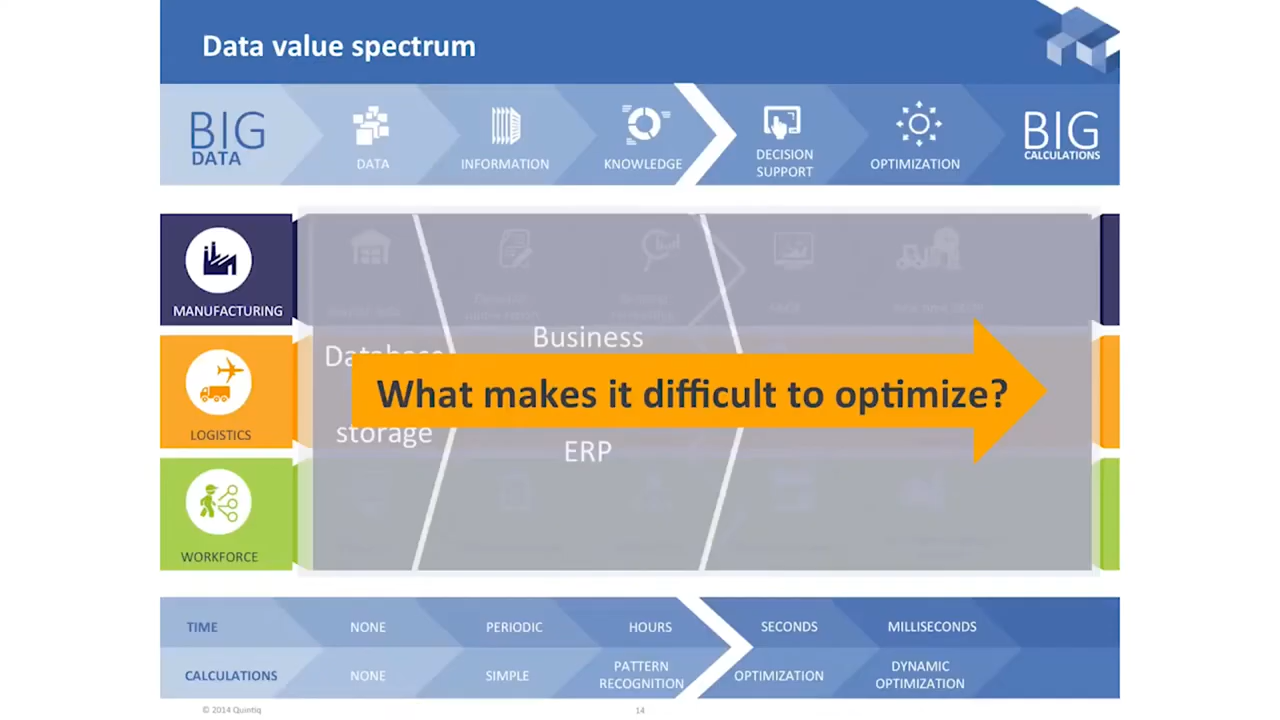 Data value spectrum
BIG
DATA
DATA
INFORMATION
KNOWLEDGE
DECISION
SUPPORT
OPTIMIZATION
BIG
CALCULATIONS
MANUFACTURING
LOGISTICS
WORKFORCE
Business
What makes it difficult to optimize?
storage
ERP
TIME
NONE
PERIODIC
HOURS
SECONDS
MILLISECONDS
CALCULATIONS
NONE
SIMPLE
PATTERN
RECOGNITION
OPTIMIZATION
DYNAMIC
OPTIMIZATION
© 2014 Quintiq
14